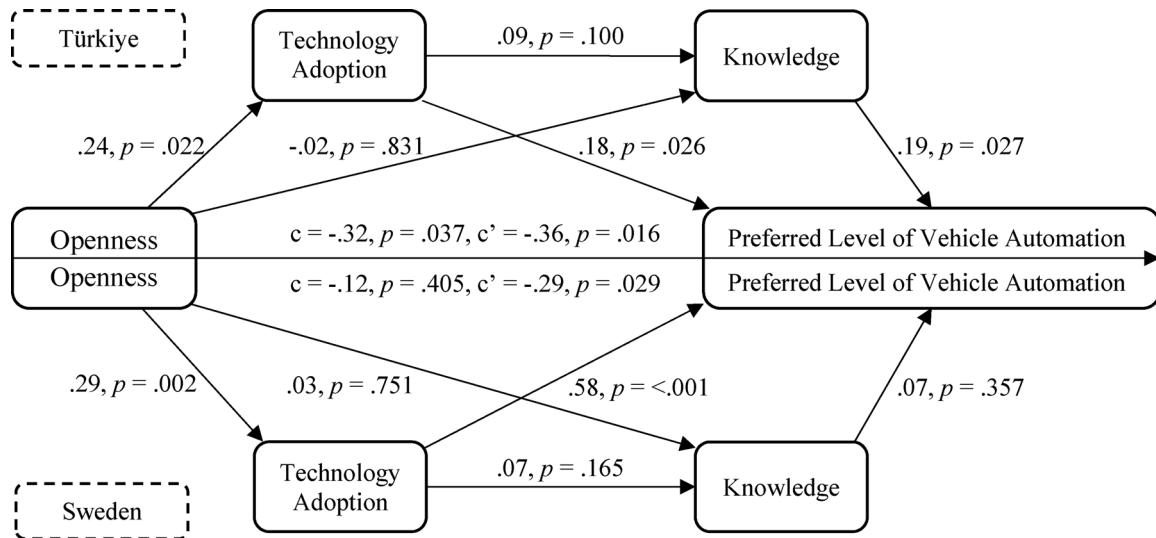 Türkiye
Technology
Adoption
.09, p = .100
Knowledge
.24, p = .022
-.02, p = .831
.18, p = .026
.19, p = .027
Openness
c = -.32, p = .037, c’ = -.36, p = .016
Preferred Level of Vehicle Automation
Openness
c = -.12, p = .405, c’ = -.29, p = .029
Preferred Level of Vehicle Automation
.29, p = .002
.03, p = .751
.58, p = <.001
.07, p = .357
Technology
Adoption
.07, p = .165
Knowledge
Sweden